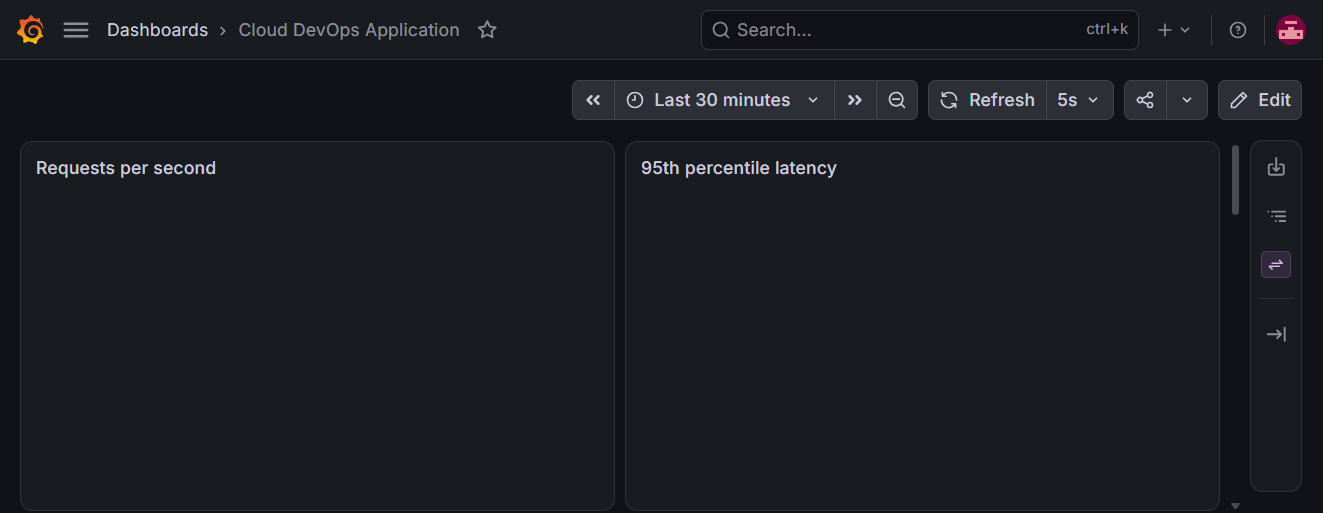 Dashboards › Cloud DevOps Application
Search... ctrl+k
Last 30 minutes
Refresh 5s
Edit
Requests per second
95th percentile latency